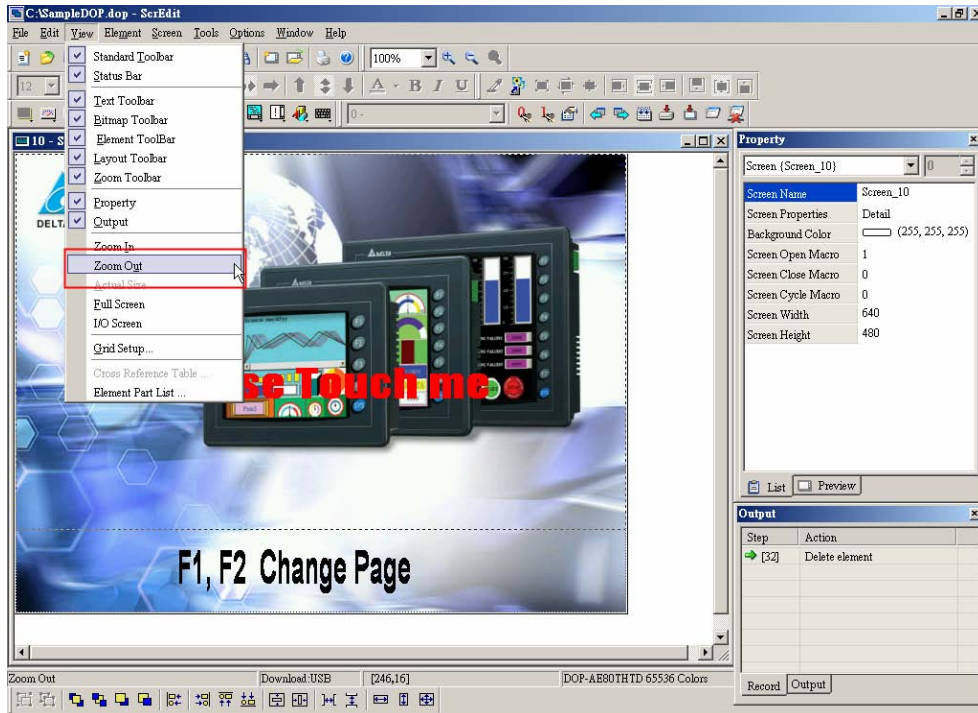 C:\SampleDOP.dop - ScrEdit
File Edit View Element Screen Tools Options Window Help
100%
12
A - B I U
0 -
Standard Toolbar
Status Bar
Text Toolbar
Bitmap Toolbar
Element ToolBar
Layout Toolbar
Zoom Toolbar
Property
Output
Zoom In
Zoom Out
Actual Size
Full Screen
I/O Screen
Grid Setup...
Cross Reference Table ...
Element Part List ...
10 - S
DELT
se Touch me
F1, F2 Change Page
Property
Screen {Screen_10}
0
Screen Name Screen_10
Screen Properties Detail
Background Color (255, 255, 255)
Screen Open Macro 1
Screen Close Macro 0
Screen Cycle Macro 0
Screen Width 640
Screen Height 480
List Preview
Output
Step Action
[32] Delete element
Record Output
Zoom Out Download:USB [246,16] DOP-AE80THTD 65536 Colors